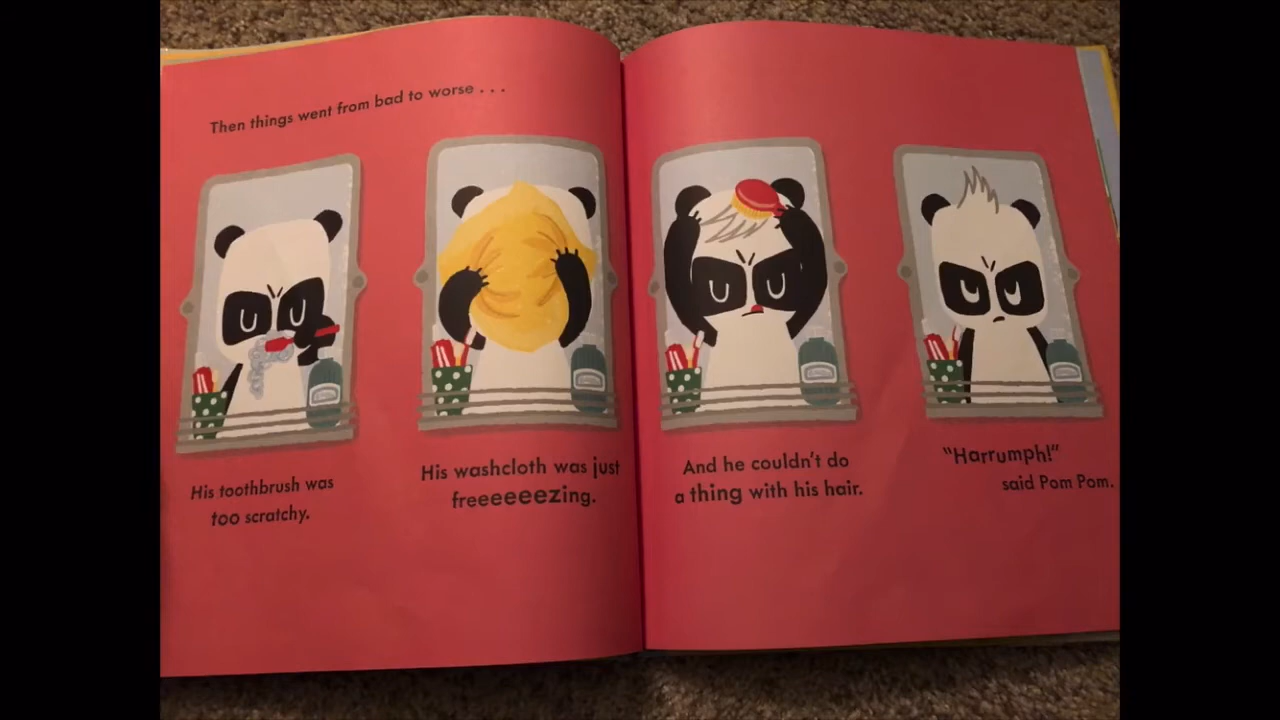 Then things went from bad to worse . . .
His toothbrush was
too scratchy.
His washcloth was just
freeeeeezing.
And he couldn't do
a thing with his hair.
"Harrumph!"
said Pom Pom.